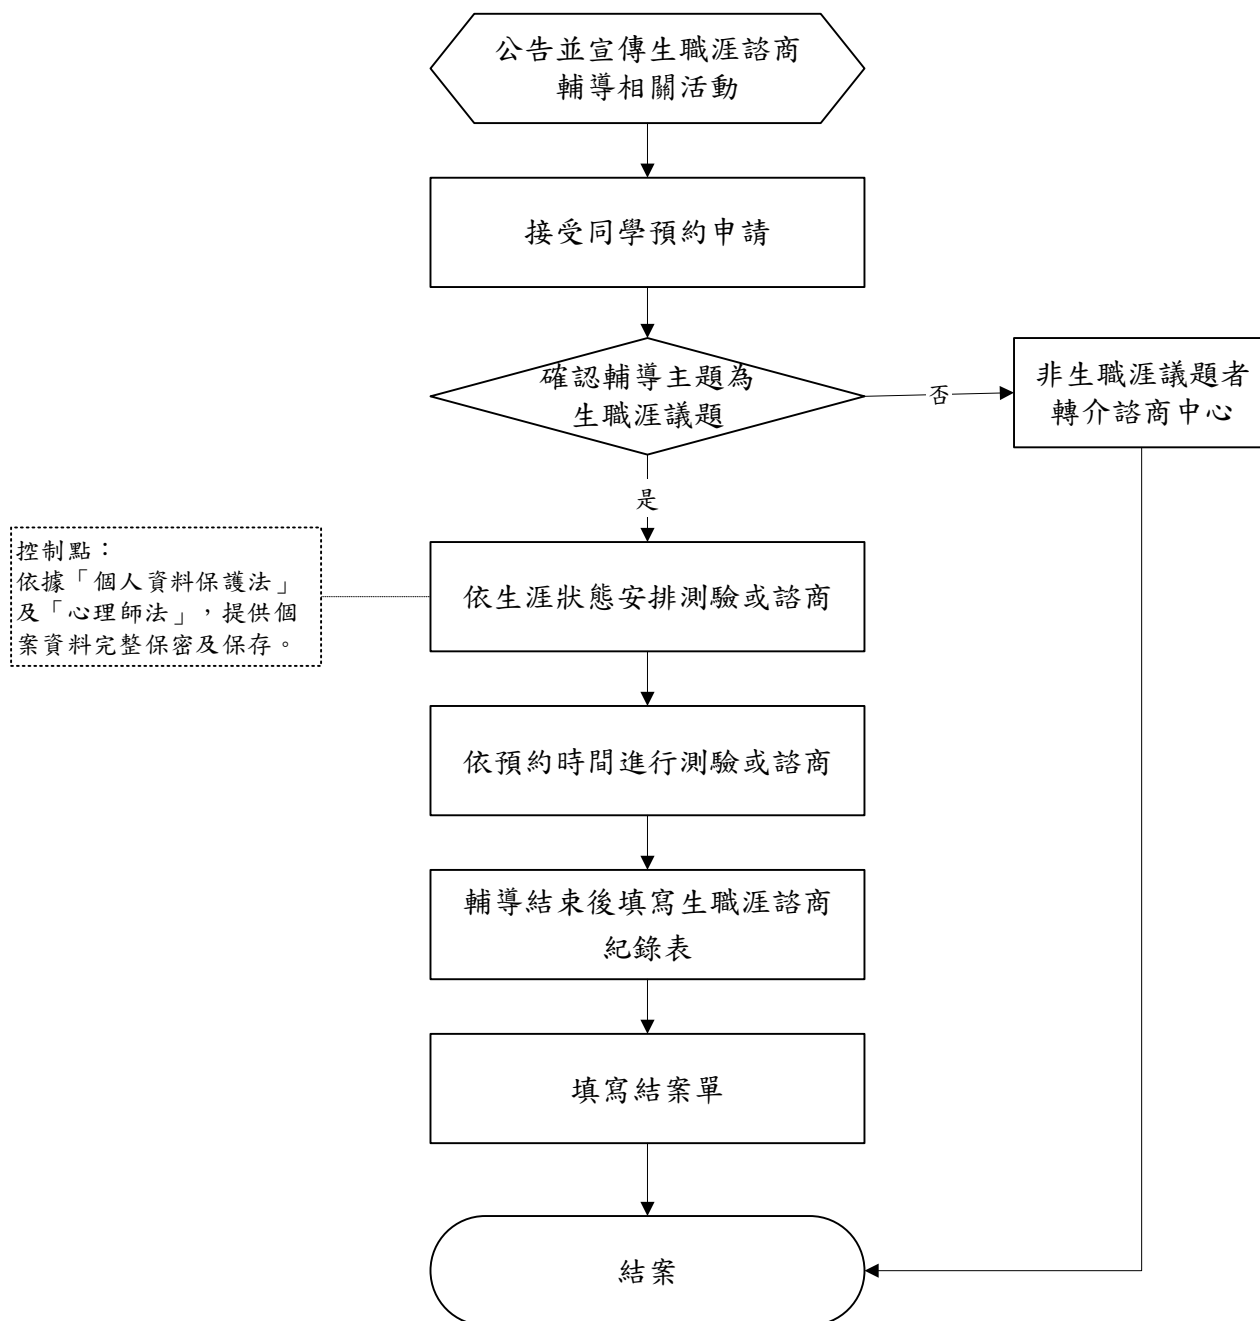 公告並宣傳生職涯諮商
輔導相關活動
接受同學預約申請
確認輔導主題為
生職涯議題
否
非生職涯議題者
轉介諮商中心
是
控制點：
依據「個人資料保護法」
及「心理師法」，提供個
案資料完整保密及保存。
依生涯狀態安排測驗或諮商
依預約時間進行測驗或諮商
輔導結束後填寫生職涯諮商
紀錄表
填寫結案單
結案